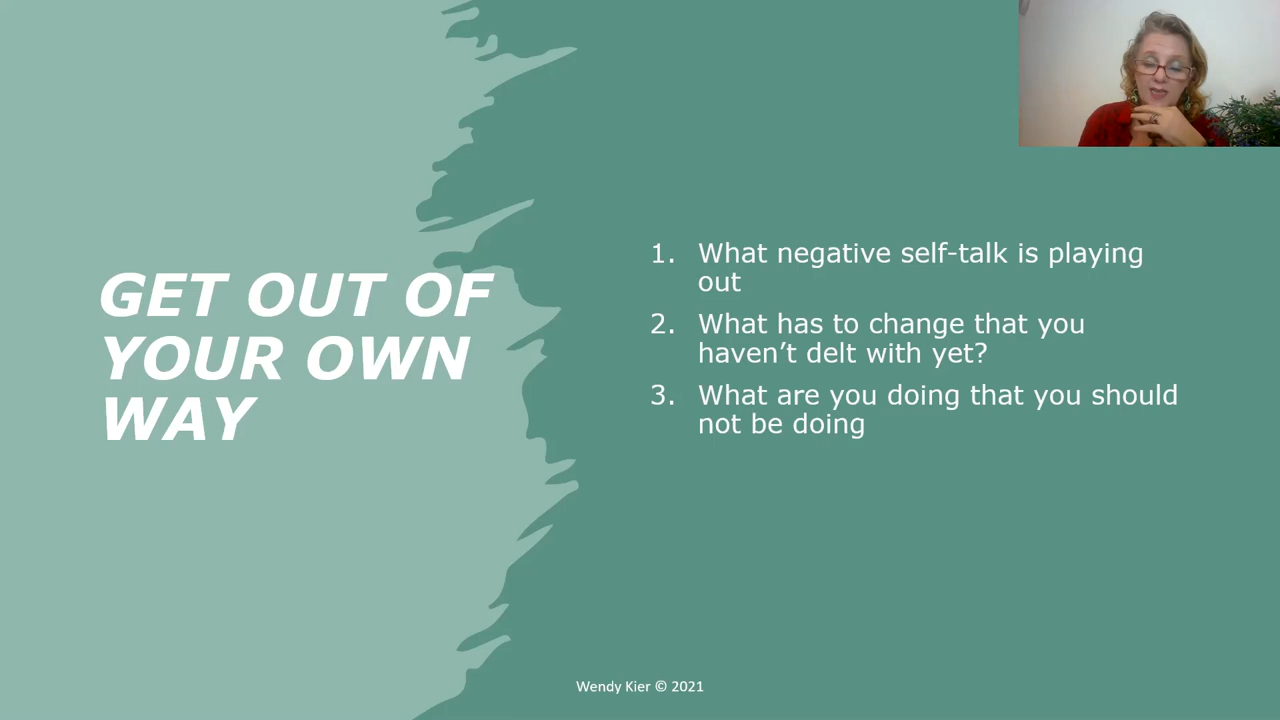 GET OUT OF
YOUR OWN
WAY
1. What negative self-talk is playing
out
2. What has to change that you
haven’t delt with yet?
3. What are you doing that you should
not be doing
Wendy Kier © 2021